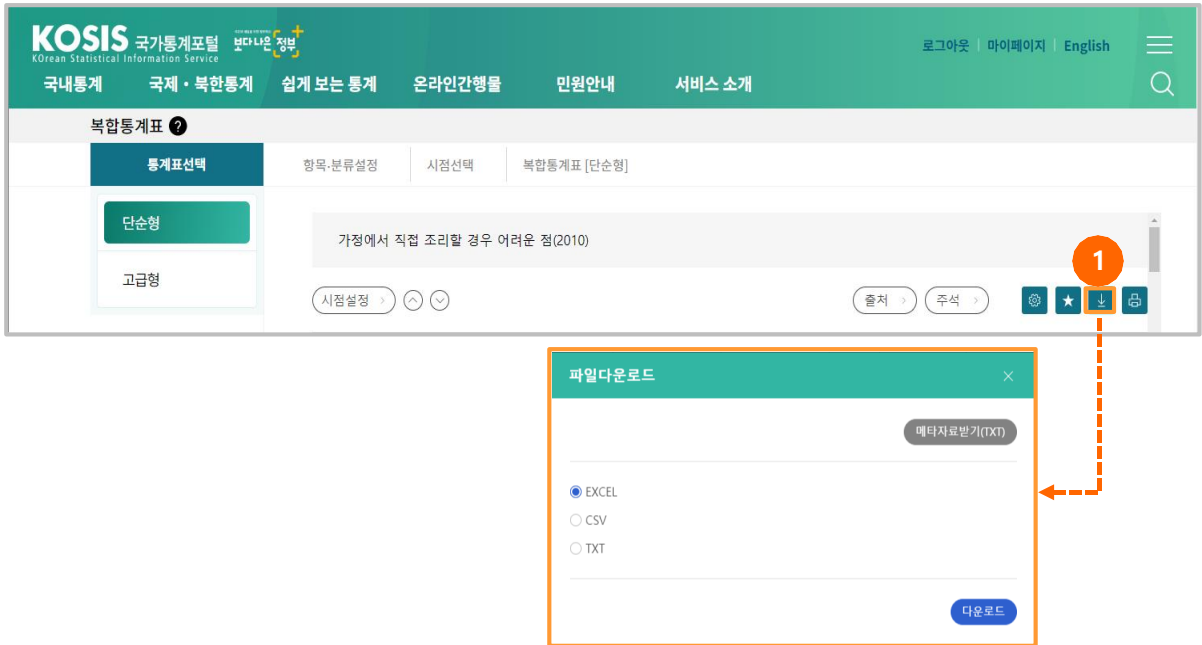 KOSIS 국가통계포털 보다나은 정부
KOrean Statistical Information Service
로그아웃 마이페이지 English
국내통계 국제・북한통계 쉽게 보는 통계 온라인간행물 민원안내 서비스 소개
복합통계표 ?
통계표선택 항목·분류설정 시점선택 복합통계표 [단순형]
단순형
고급형
가정에서 직접 조리할 경우 어려운 점(2010)
1
시점설정 출처 주석
파일다운로드
메타자료받기(TXT)
EXCEL
CSV
TXT
다운로드